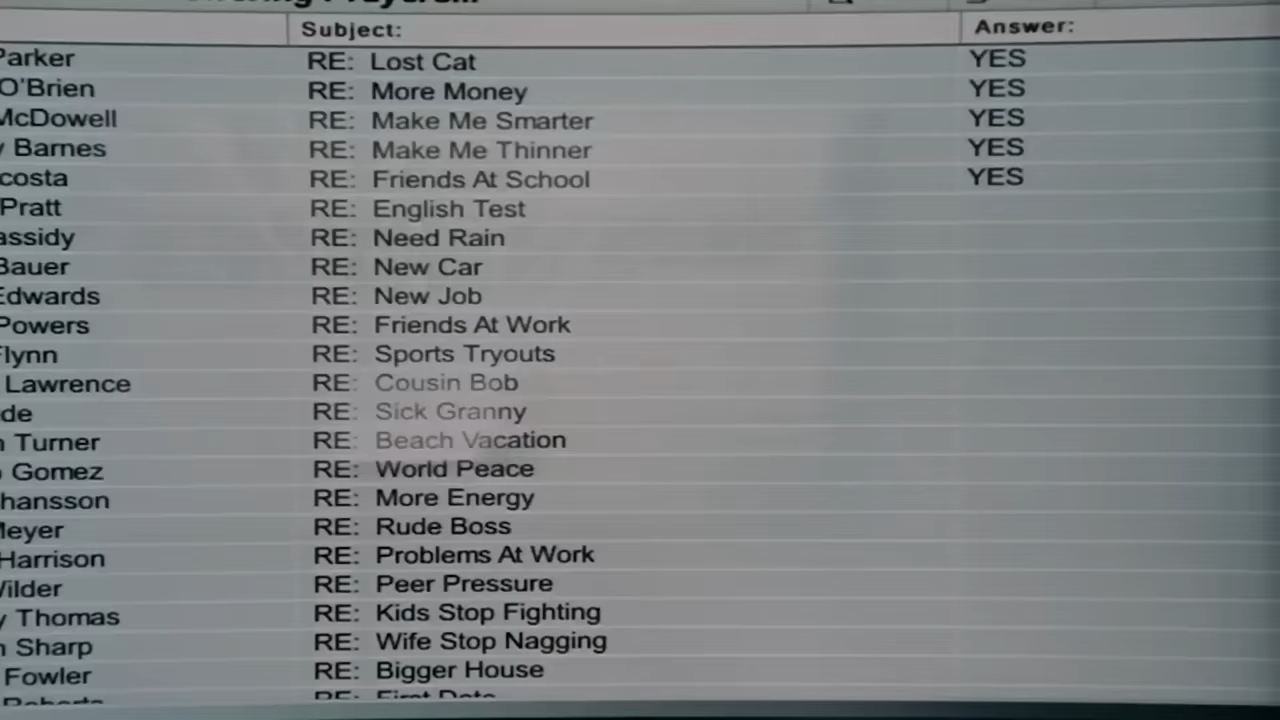 Subject: Answer:
Parker RE: Lost Cat YES
O'Brien RE: More Money YES
McDowell RE: Make Me Smarter YES
Barnes RE: Make Me Thinner YES
costa RE: Friends At School YES
Pratt RE: English Test
assidy RE: Need Rain
Bauer RE: New Car
Edwards RE: New Job
Powers RE: Friends At Work
Flynn RE: Sports Tryouts
Lawrence RE: Cousin Bob
de RE: Sick Granny
Turner RE: Beach Vacation
Gomez RE: World Peace
hansson RE: More Energy
Meyer RE: Rude Boss
Harrison RE: Problems At Work
Wilder RE: Peer Pressure
Thomas RE: Kids Stop Fighting
Sharp RE: Wife Stop Nagging
Fowler RE: Bigger House
RE: First Date